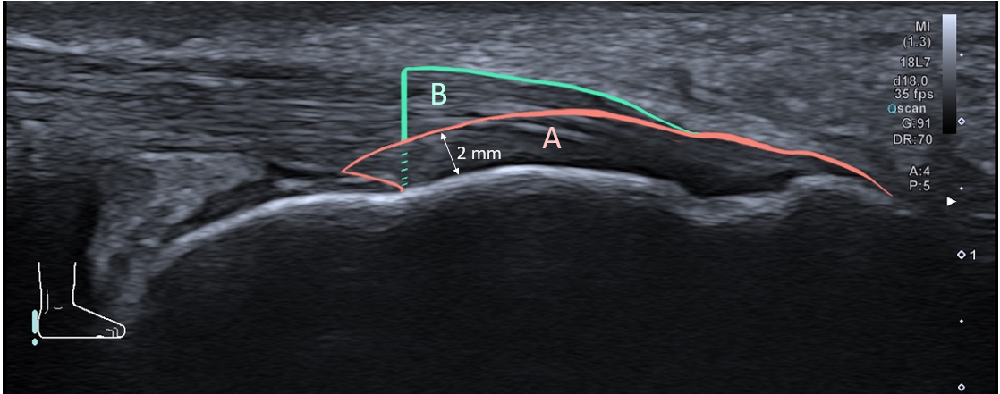 MI
(1.3)
18L7
d18.0
35 fps
Qscan
G:91
DR:70
A:4
P:5
B
A
2 mm
1